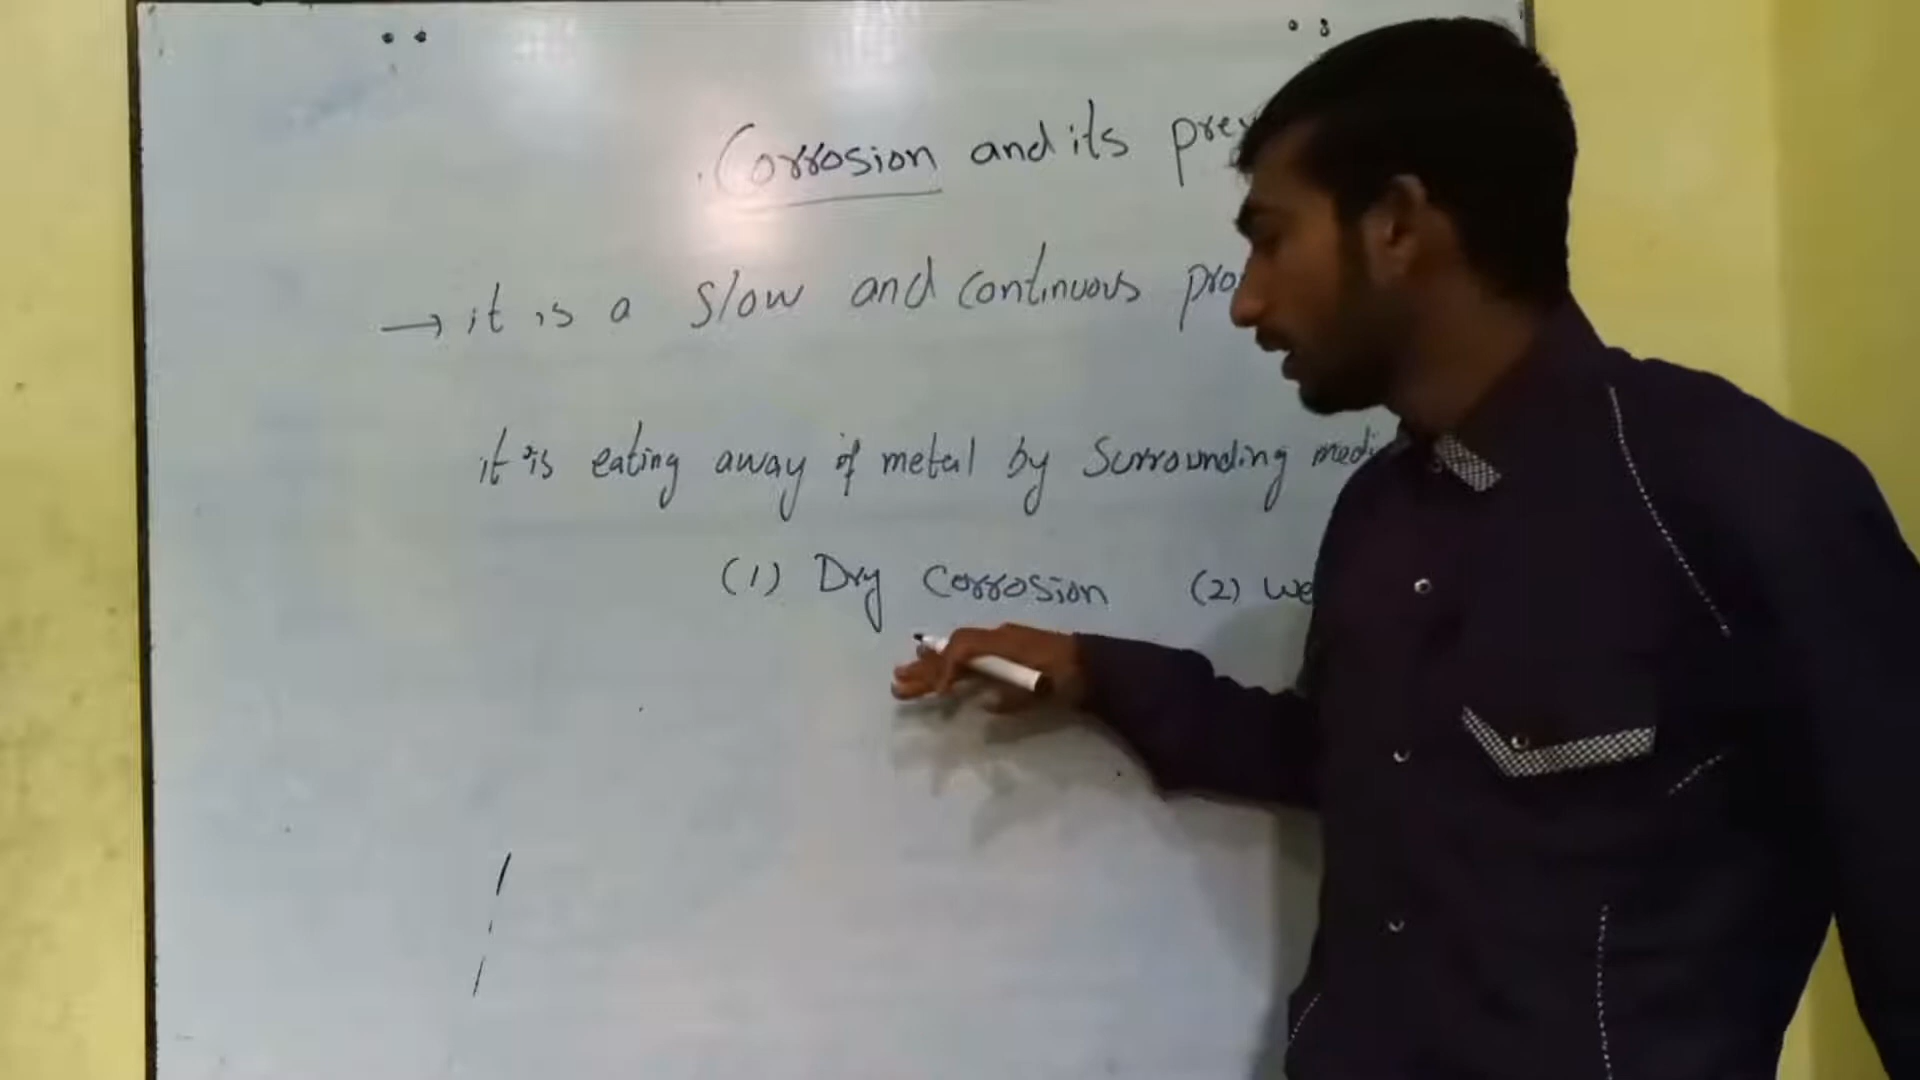 Corrosion and its
→ it is a slow and continuous
it is eating away of metal by Surrounding
(1) Dry Corrosion (2)